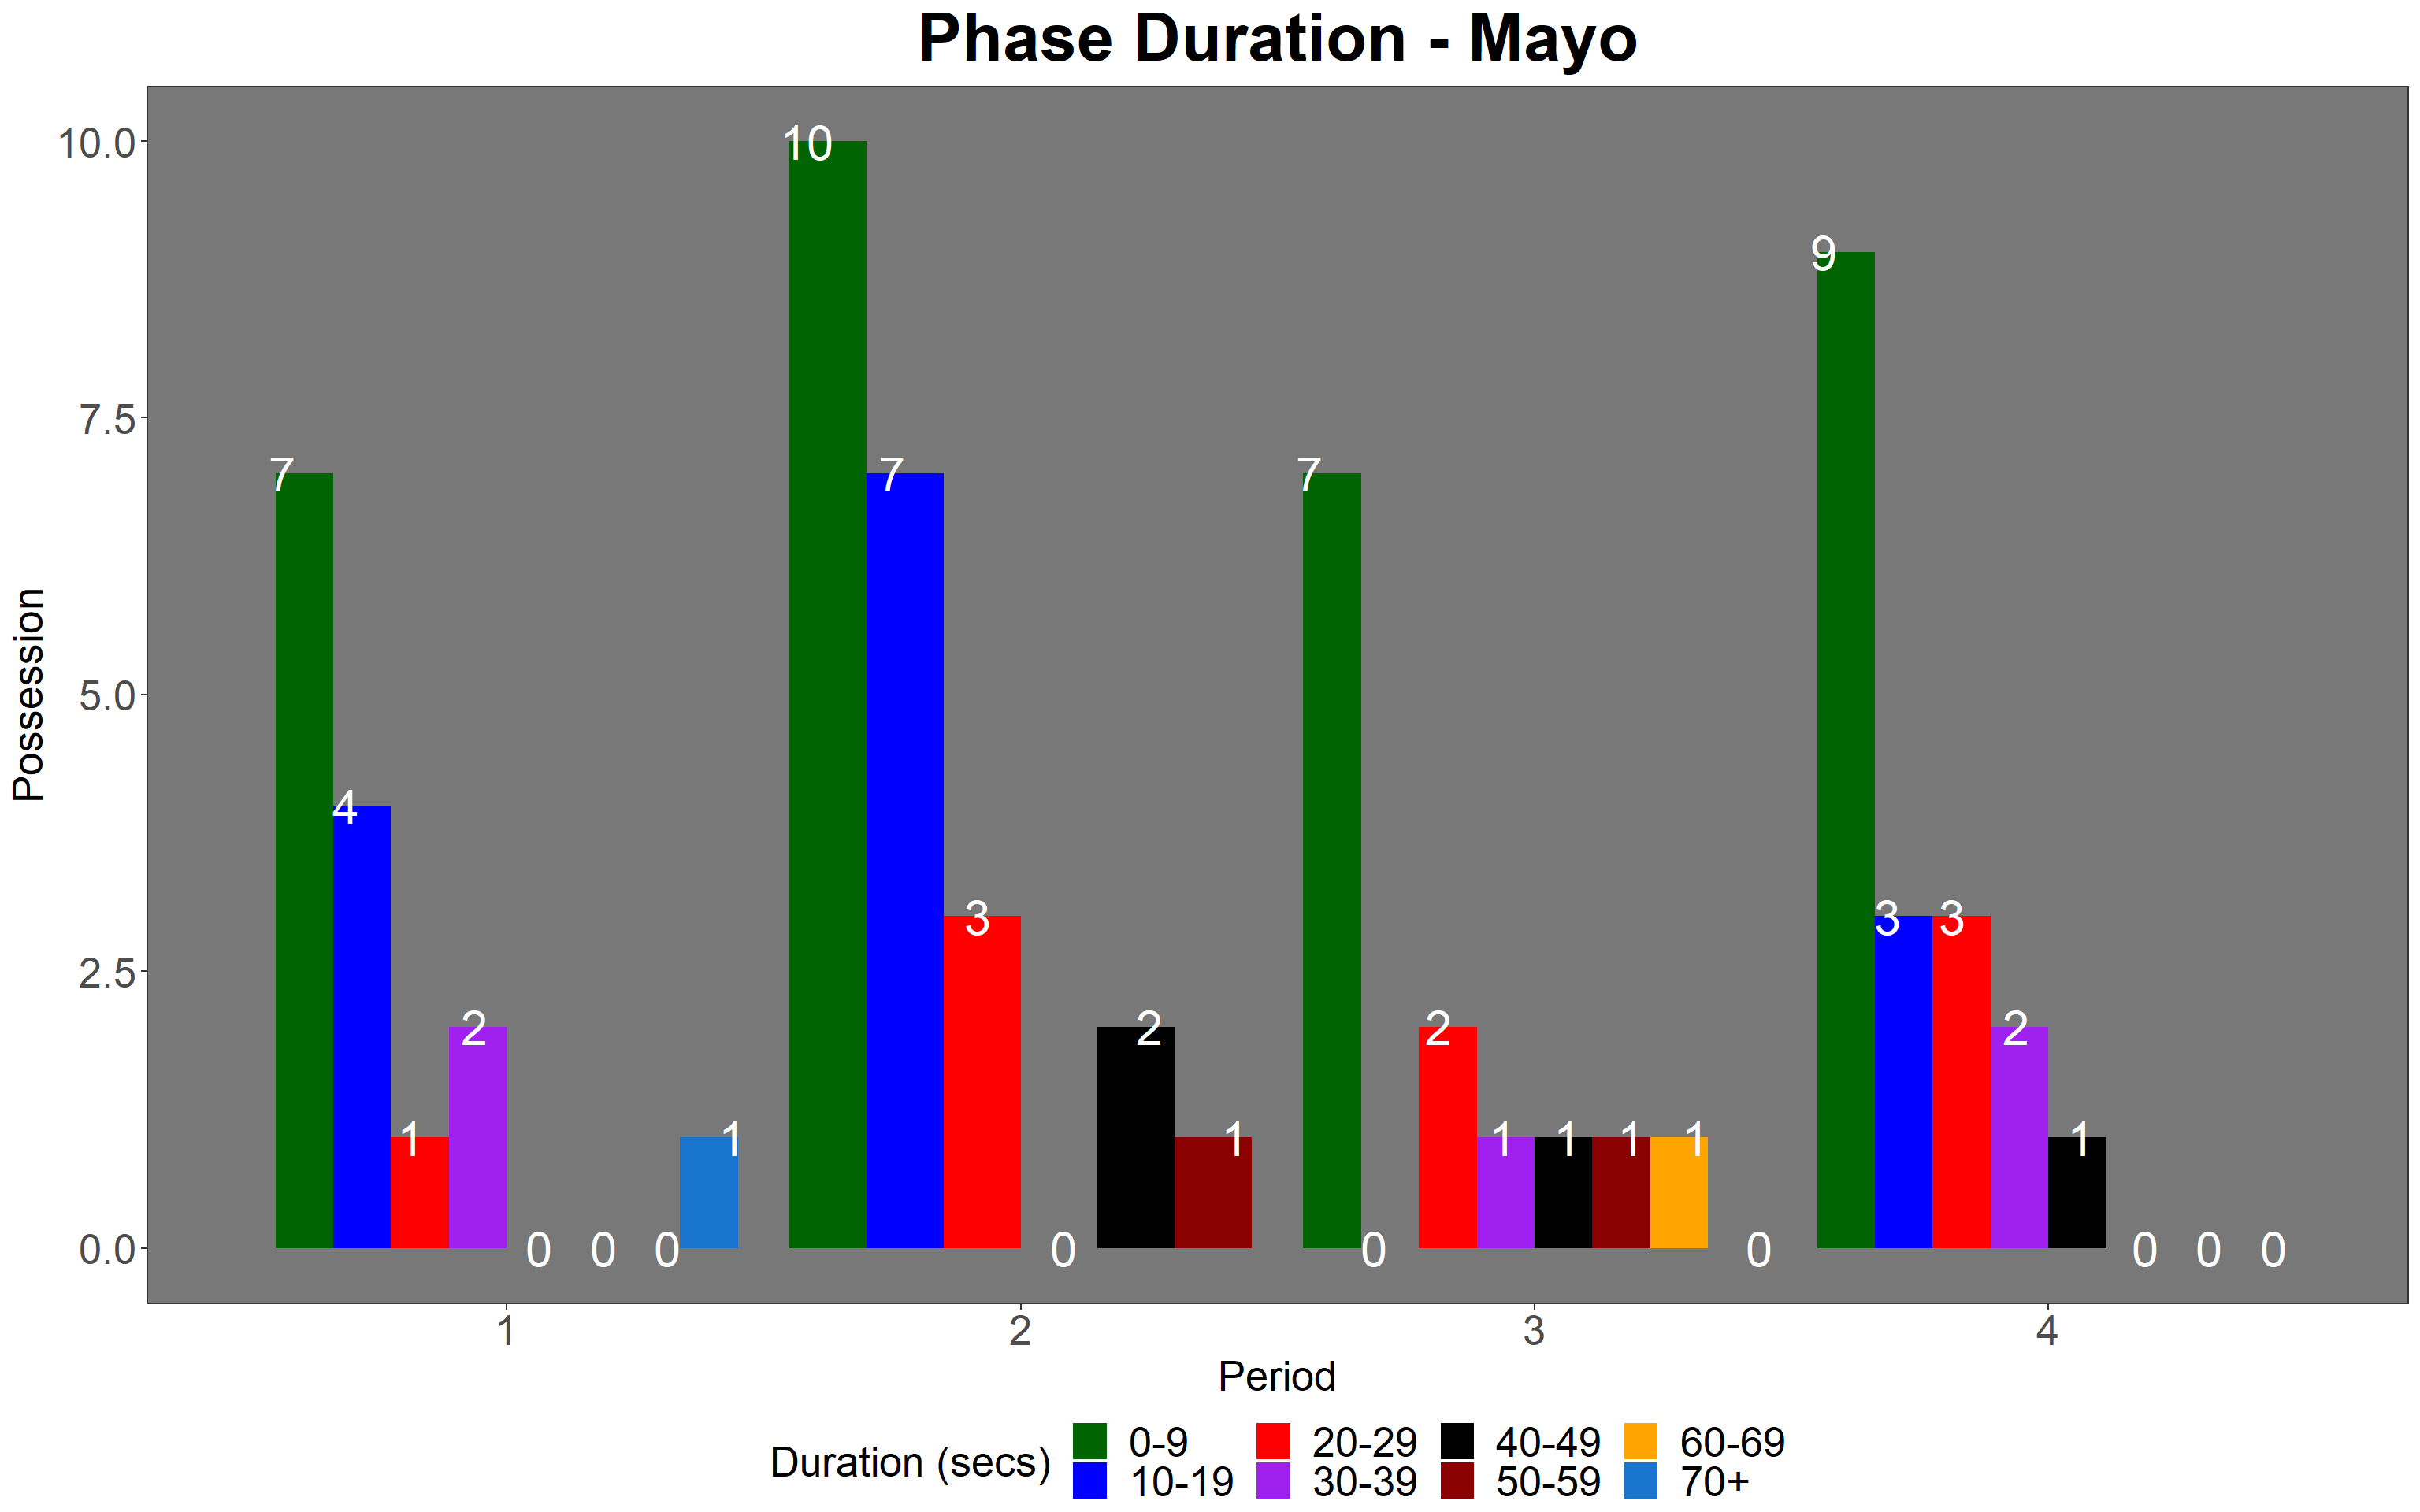 Phase Duration - Mayo
10.0
7.5
5.0
2.5
0.0
Possession
7 4 1 2 0 0 0 1
10 7 3 0 2 1
7 0 2 1 1 1 1 0
9 3 3 2 1 0 0 0
1 2 3 4
Period
Duration (secs)
0-9 20-29 40-49 60-69
10-19 30-39 50-59 70+